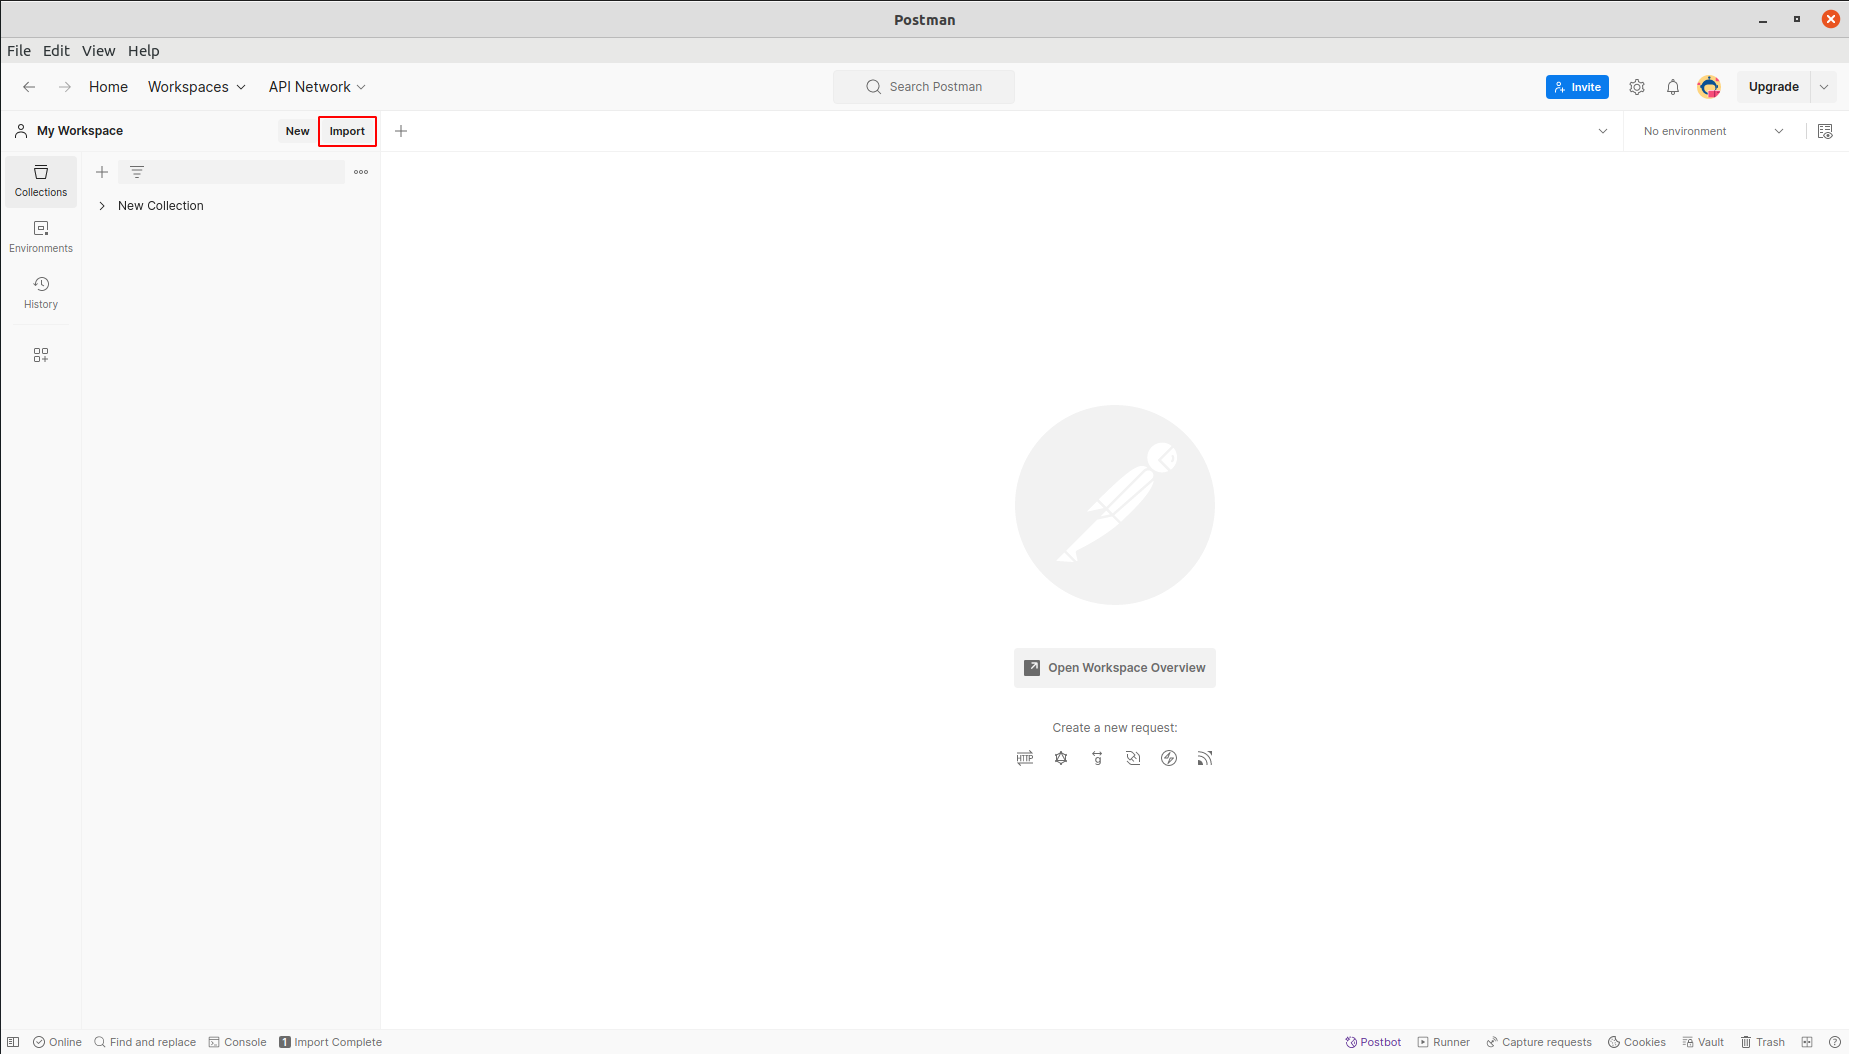 Postman
File Edit View Help
Home Workspaces API Network Search Postman Invite Upgrade
My Workspace New Import No environment
Collections
New Collection
Environments
History
HTTP
g
Open Workspace Overview
Create a new request:
Online Find and replace Console 1 Import Complete Postbot Runner Capture requests Cookies Vault Trash